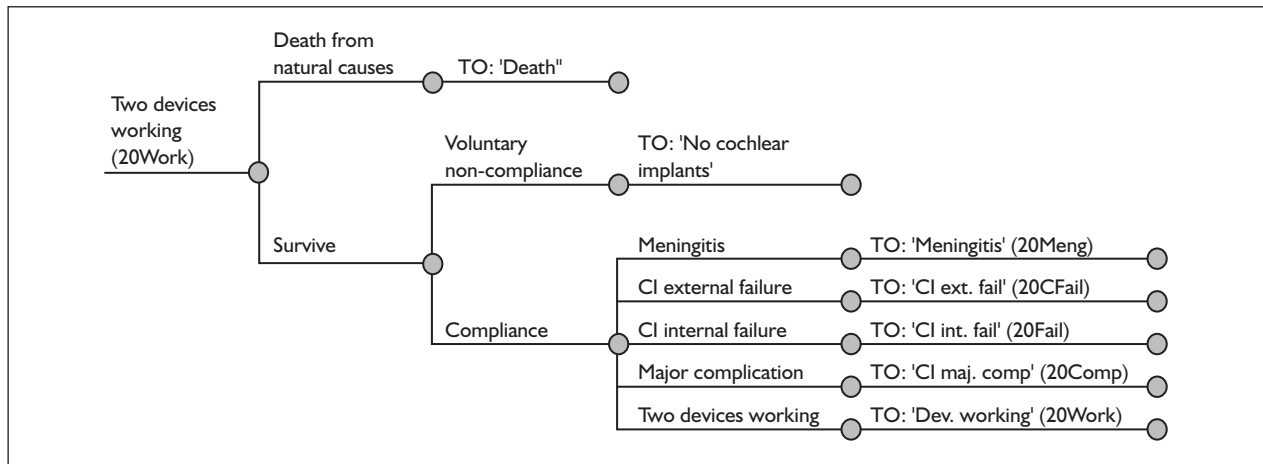 Death from
natural causes
TO: 'Death"
Two devices
working
(20Work)
Voluntary
non-compliance
TO: 'No cochlear
implants'
Survive
Meningitis
TO: 'Meningitis' (20Meng)
CI external failure
TO: 'CI ext. fail' (20CFail)
Compliance
CI internal failure
TO: 'CI int. fail' (20Fail)
Major complication
TO: 'CI maj. comp' (20Comp)
Two devices working
TO: 'Dev. working' (20Work)